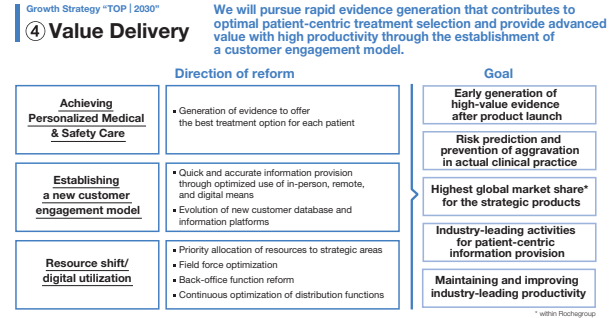 Growth Strategy “TOP | 2030”
④ Value Delivery
We will pursue rapid evidence generation that contributes to
optimal patient-centric treatment selection and provide advanced
value with high productivity through the establishment of
a customer engagement model.
Direction of reform
Goal
Achieving
Personalized Medical
& Safety Care
▪ Generation of evidence to offer
the best treatment option for each patient
Establishing
a new customer
engagement model
▪ Quick and accurate information provision
through optimized use of in-person, remote,
and digital means
▪ Evolution of new customer database and
information platforms
Resource shift/
digital utilization
▪ Priority allocation of resources to strategic areas
▪ Field force optimization
▪ Back-office function reform
▪ Continuous optimization of distribution functions
Early generation of
high-value evidence
after product launch
Risk prediction and
prevention of aggravation
in actual clinical practice
Highest global market share*
for the strategic products
Industry-leading activities
for patient-centric
information provision
Maintaining and improving
industry-leading productivity
* within Rochegroup